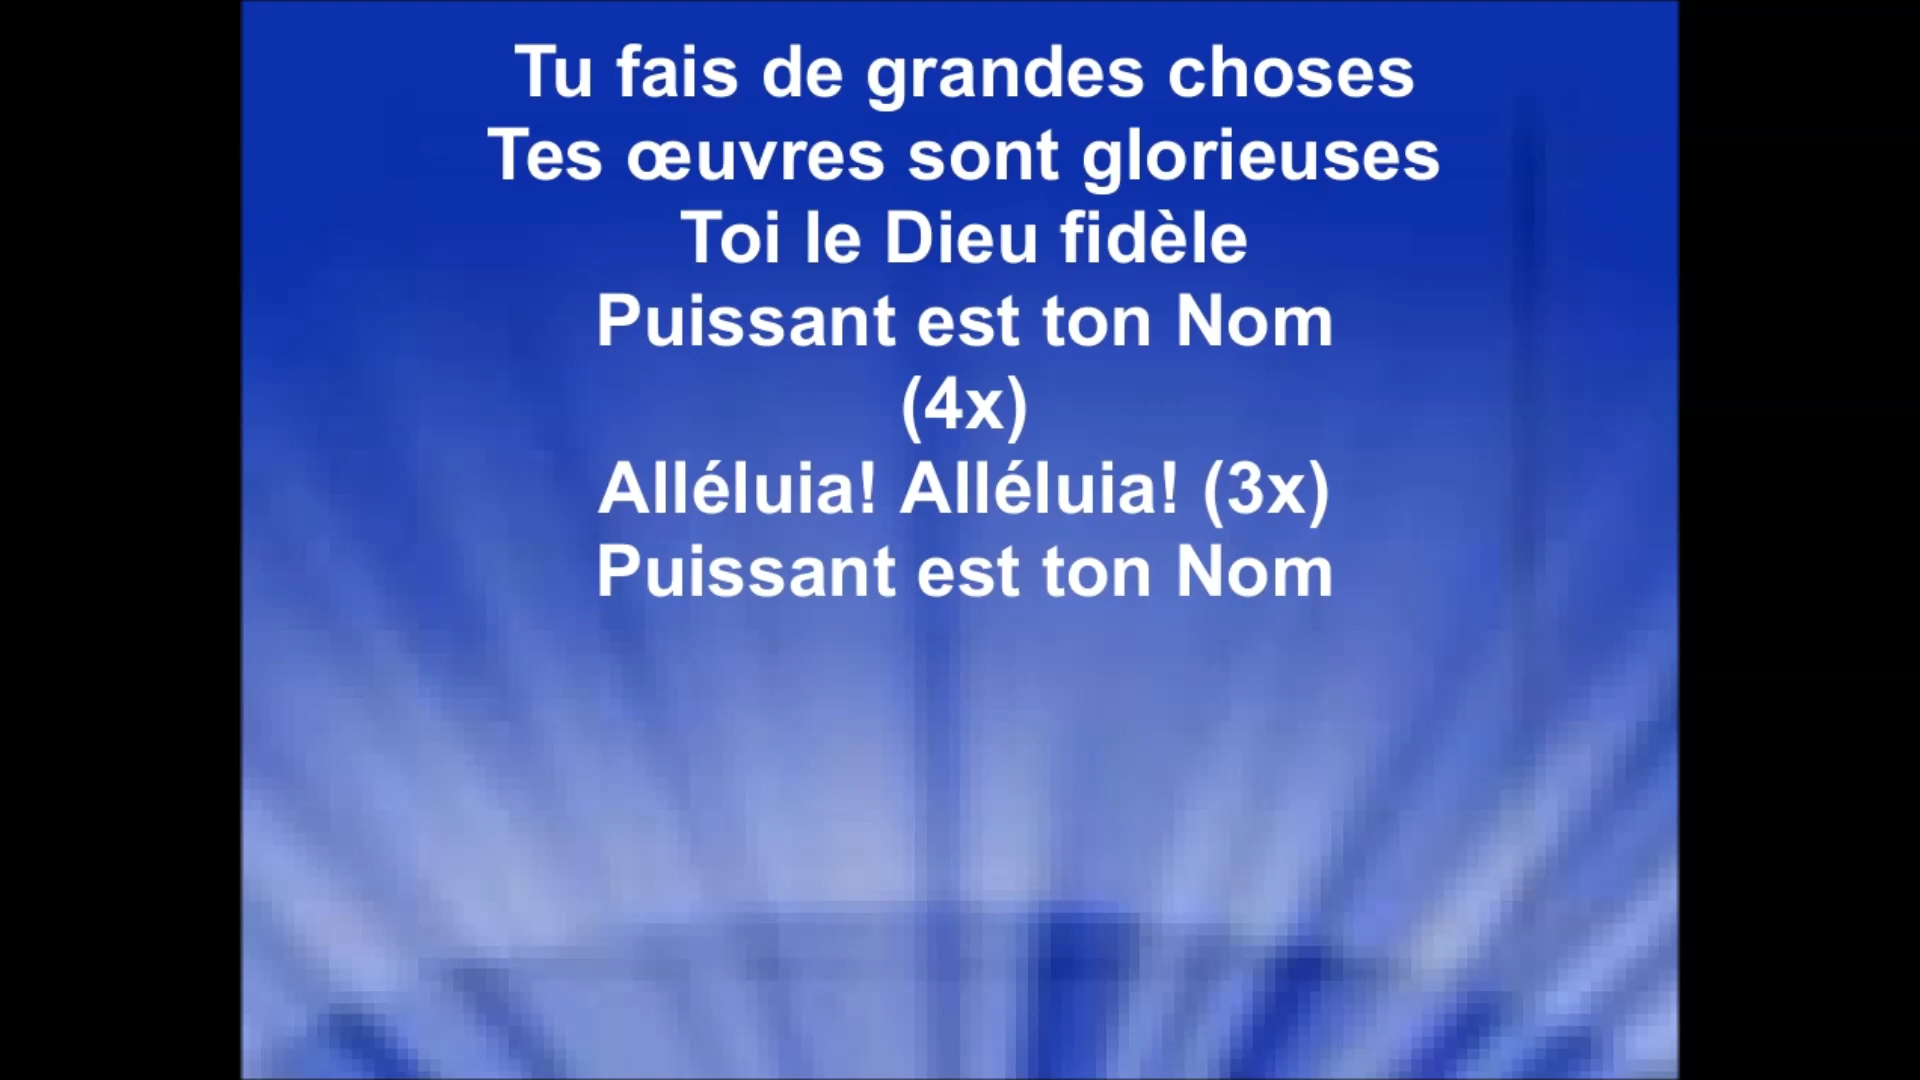 Tu fais de grandes choses
Tes œuvres sont glorieuses
Toi le Dieu fidèle
Puissant est ton Nom
(4x)
Alléluia! Alléluia! (3x)
Puissant est ton Nom